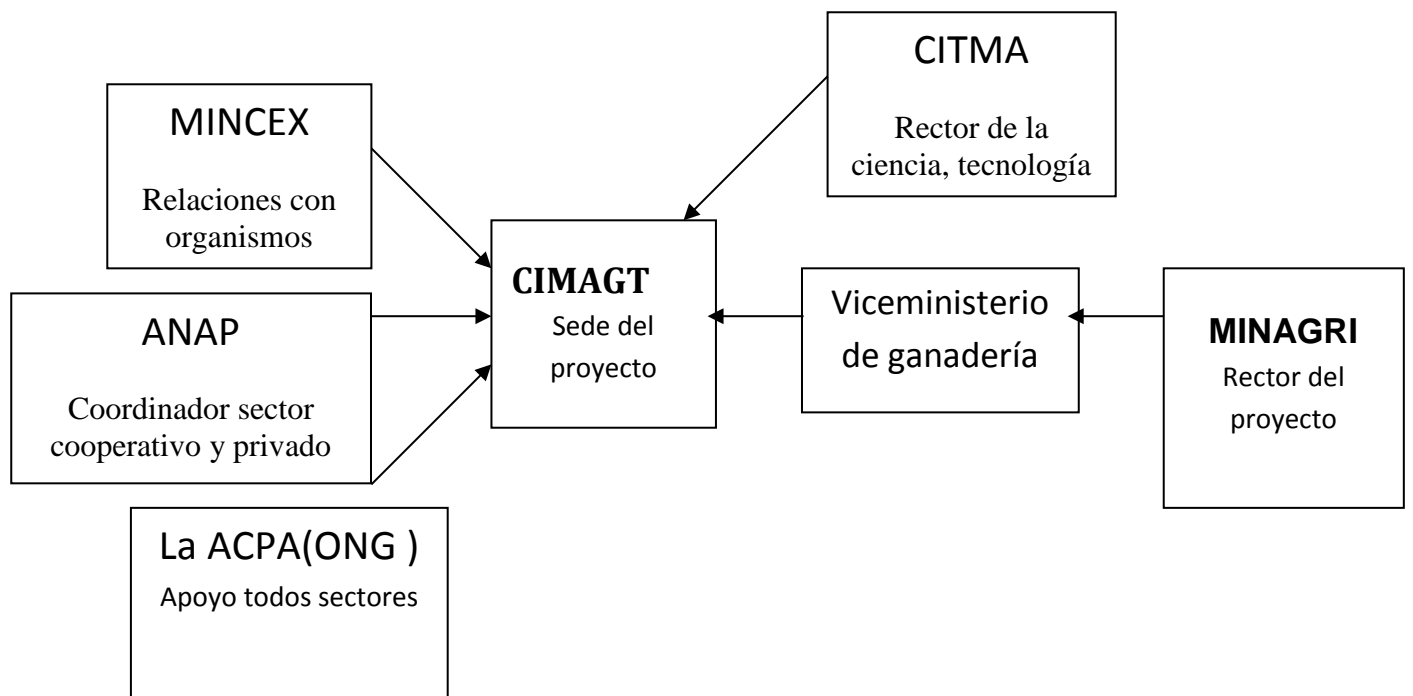 CITMA
Rector de la
ciencia, tecnología
MINCEX
Relaciones con
organismos
CIMAGT
Sede del
proyecto
Viceministerio
de ganadería
MINAGRI
Rector del
proyecto
ANAP
Coordinador sector
cooperativo y privado
La ACPA(ONG )
Apoyo todos sectores